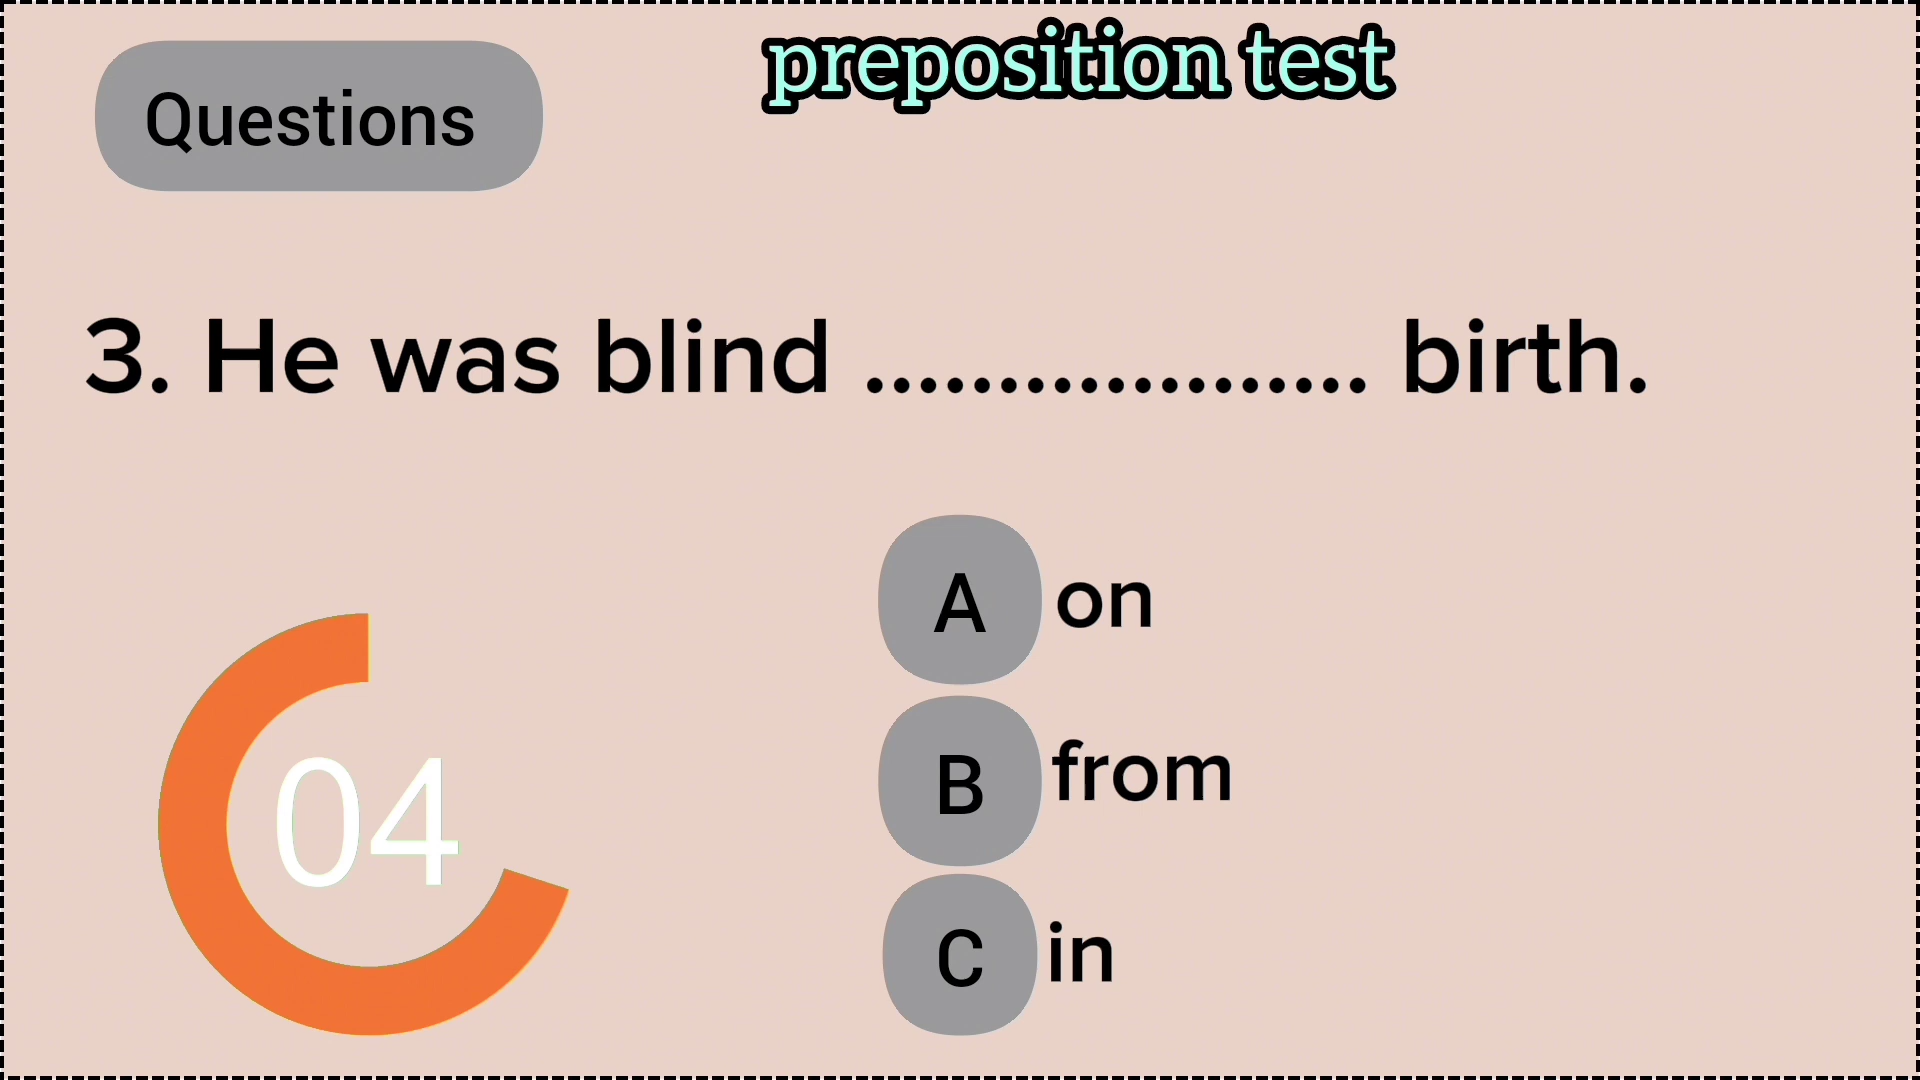 preposition test
Questions
3. He was blind ................... birth.
A on
B from
04
C in